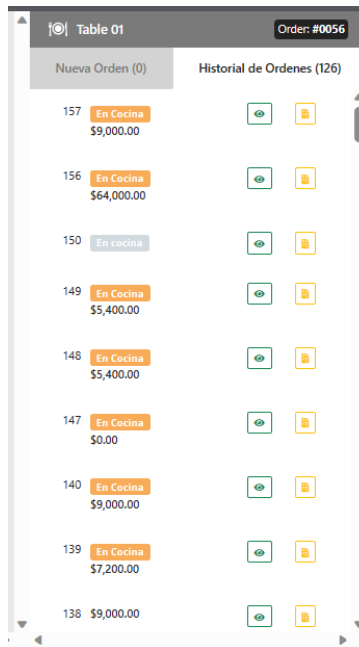 Table 01 Order: #0056
Nueva Orden (0) Historial de Ordenes (126)
157 En Cocina
$9,000.00
156 En Cocina
$64,000.00
150 En cocina
149 En Cocina
$5,400.00
148 En Cocina
$5,400.00
147 En Cocina
$0.00
140 En Cocina
$9,000.00
139 En Cocina
$7,200.00
138 $9,000.00